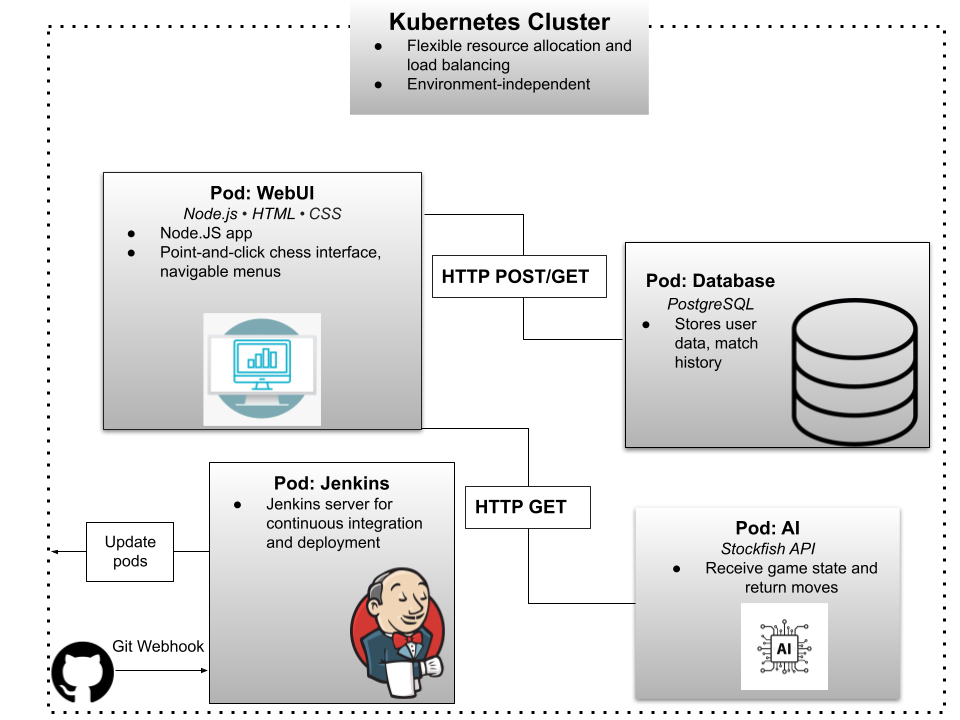 Kubernetes Cluster
● Flexible resource allocation and
load balancing
● Environment-independent
Pod: WebUI
Node.js • HTML • CSS
● Node.JS app
● Point-and-click chess interface,
navigable menus
HTTP POST/GET
Pod: Database
PostgreSQL
● Stores user
data, match
history
Pod: Jenkins
● Jenkins server for
continuous integration
and deployment
HTTP GET
Update
pods
Git Webhook
Pod: AI
Stockfish API
● Receive game state and
return moves
AI